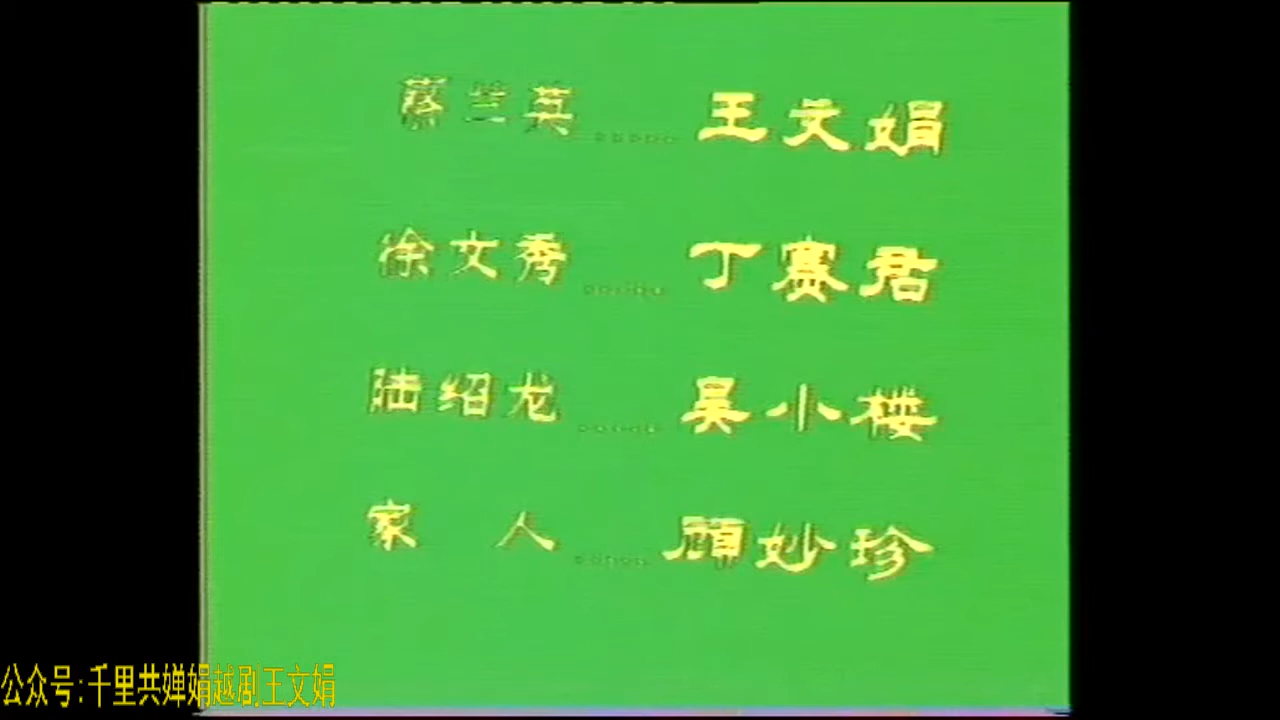 蔡兰英.....王文娟
徐文秀.....丁赛君
陆绍龙.....吴小楼
家 人.....顾妙珍
公众号:千里共婵娟越剧王文娟